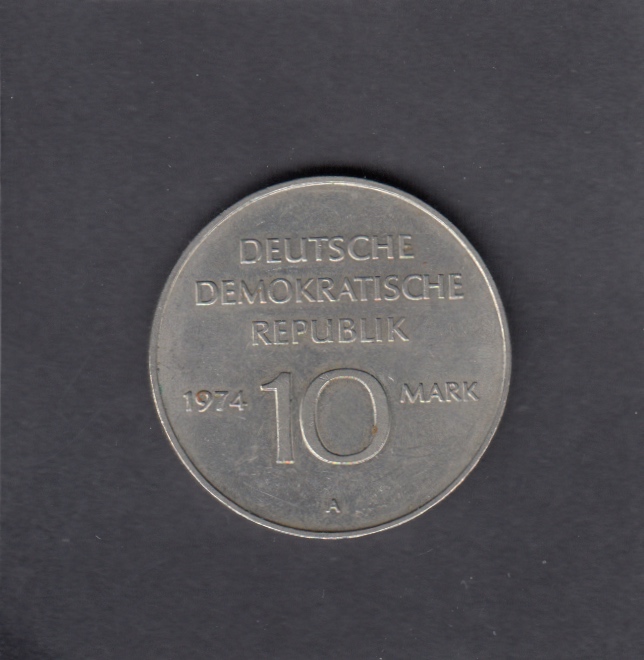 DEUTSCHE
DEMOKRATISCHE
REPUBLIK
1974 10 MARK
A